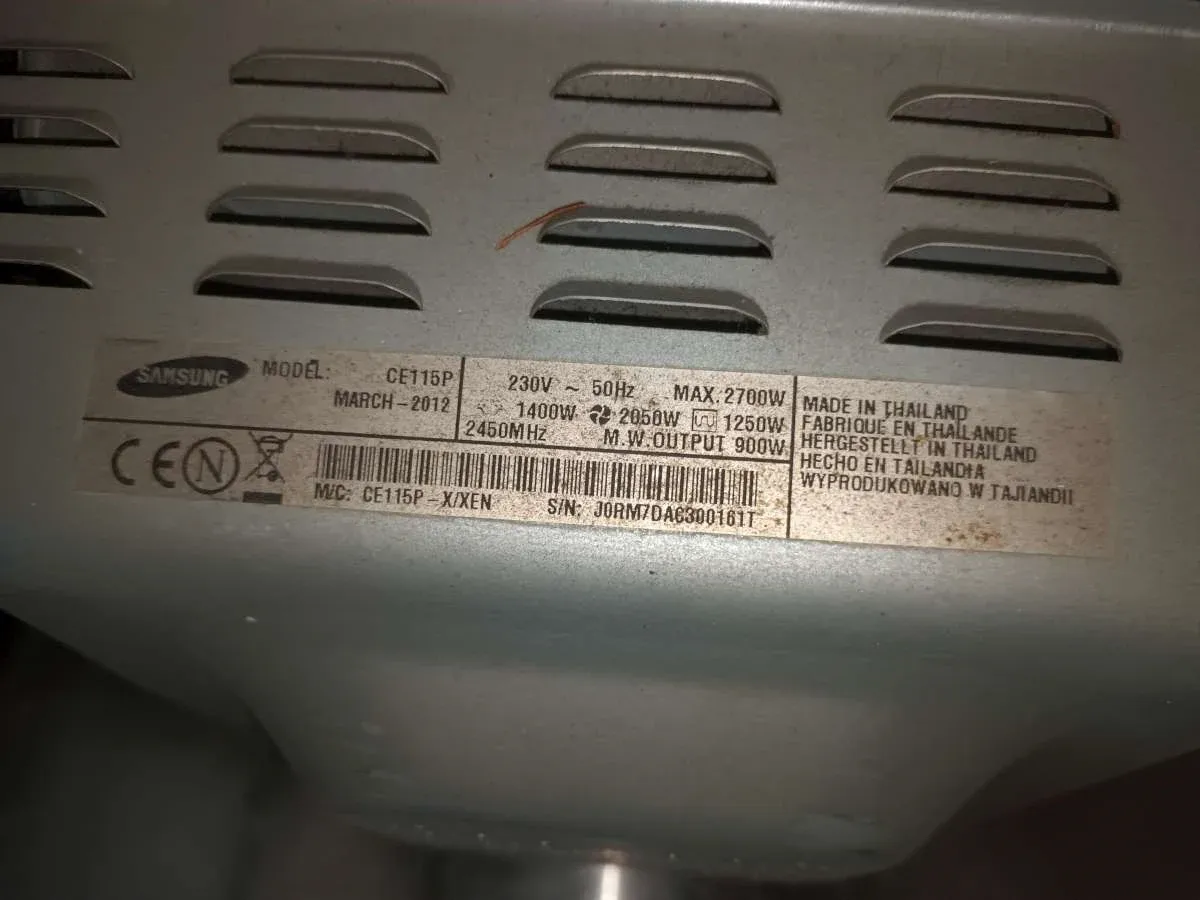 SAMSUNG
MODEL: CE115P
MARCH-2012
230V ~ 50Hz MAX. 2700W
1400W 2050W 1250W
2450MHz M.W.OUTPUT 900W
MADE IN THAILAND
FABRIQUE EN THAILANDE
HERGESTELLT IN THAILAND
HECHO EN TAILANDIA
WYPRODUKOWANO W TAJLANDII
CE N
M/C: CE115P-X/XEN S/N: J0RM7DAC300161T